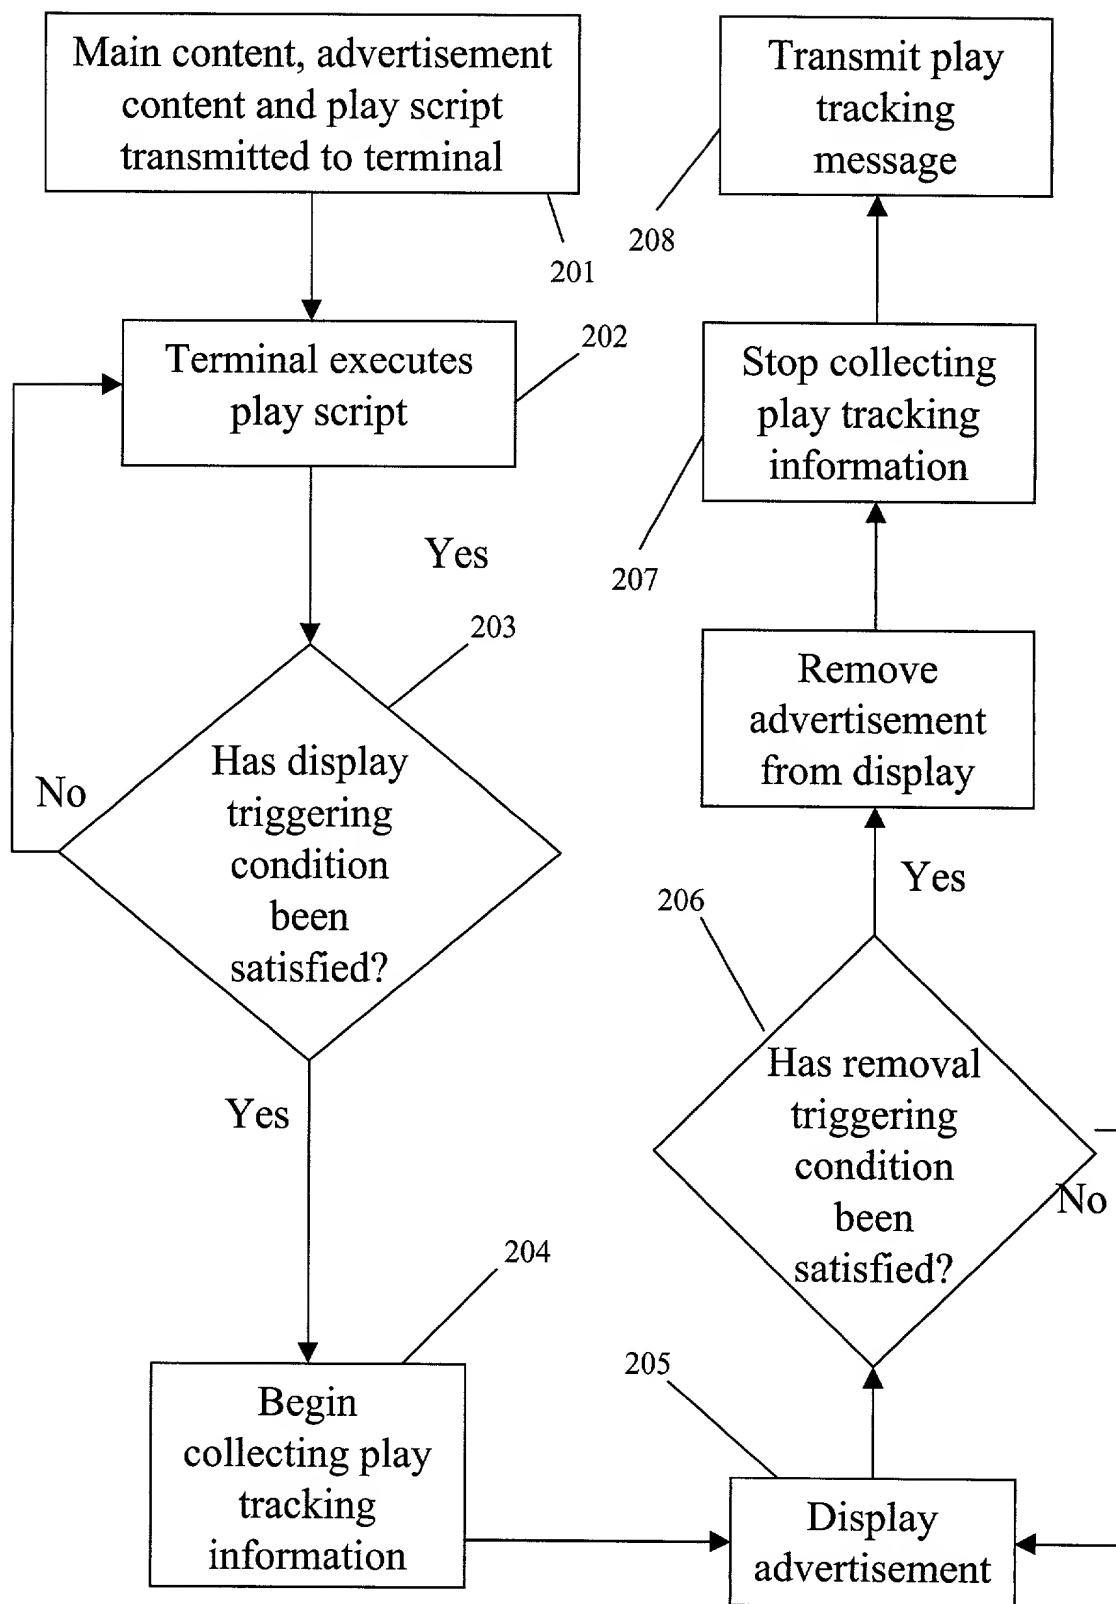 Main content, advertisement
content and play script
transmitted to terminal
201
Terminal executes
play script
202
Yes
203
Has display
triggering
condition
been
satisfied?
No
Yes
204
Begin
collecting play
tracking
information
205
Display
advertisement
206
Has removal
triggering
condition
been
satisfied?
No
Yes
Remove
advertisement
from display
207
Stop collecting
play tracking
information
208
Transmit play
tracking
message